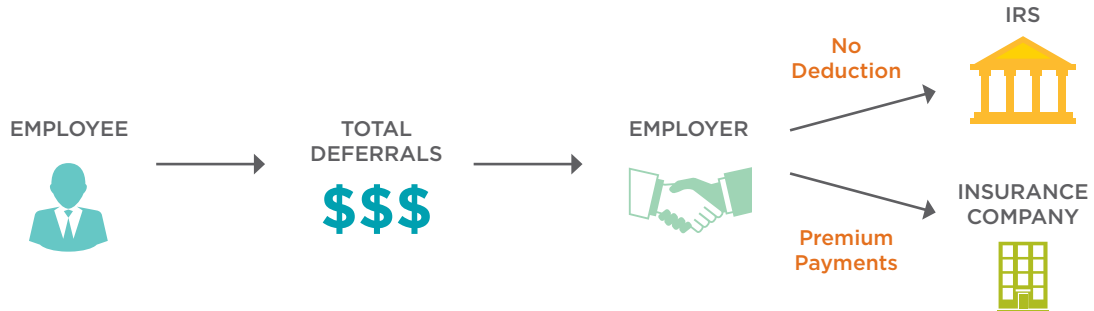 EMPLOYEE
TOTAL
DEFERRALS
$$$
EMPLOYER
No
Deduction
IRS
Premium
Payments
INSURANCE
COMPANY